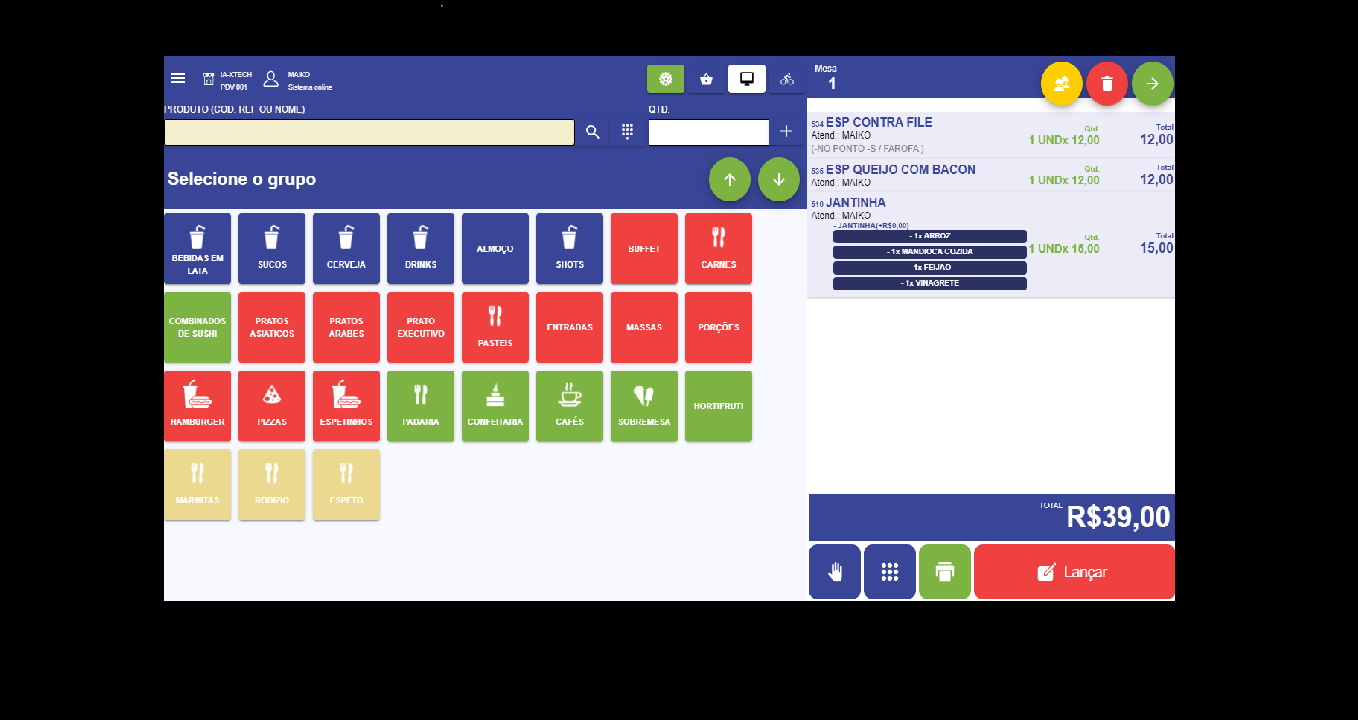 IA-XTECH
PDV 001
MAIKO
Sistema online
PRODUTO (COD, REF OU NOME)
QTD:
Selecione o grupo
BEBIDAS EM
LATA
SUCOS
CERVEJA
DRINKS
ALMOÇO
SHOTS
BUFFET
CARNES
COMBINADOS
DE SUSHI
PRATOS
ASIATICOS
PRATOS
ARABES
PRATO
EXECUTIVO
PASTEIS
ENTRADAS
MASSAS
PORÇÕES
HAMBURGER
PIZZAS
ESPETINHOS
PADARIA
CONFEITARIA
CAFÉS
SOBREMESA
HORTIFRUTI
MARMITAS
RODIZIO
ESPETO
Mesa
1
534 ESP CONTRA FILE
Atend.: MAIKO
(-NO PONTO -S / FAROFA )
Qtd.
1 UNDx 12,00
Total
12,00
535 ESP QUEIJO COM BACON
Atend.: MAIKO
Qtd.
1 UNDx 12,00
Total
12,00
510 JANTINHA
Atend.: MAIKO
- JANTINHA(+R$0,00)
- 1x ARROZ
- 1x MANDIOCA COZIDA
1x FEIJAO
- 1x VINAGRETE
Qtd.
1 UNDx 15,00
Total
15,00
TOTAL R$39,00
Lançar